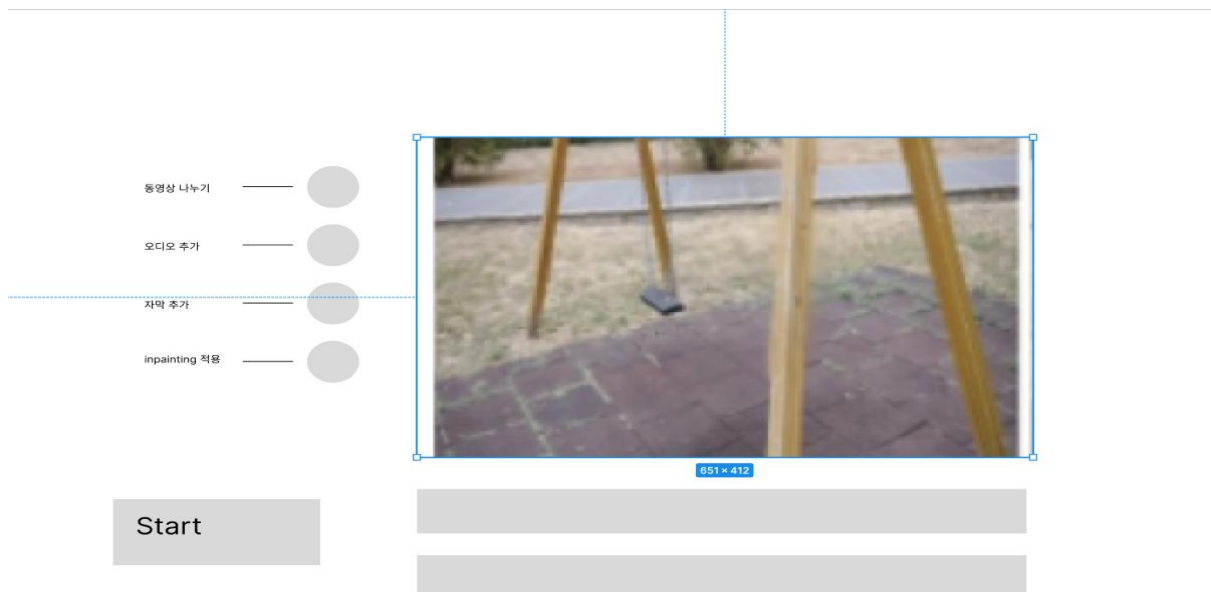 동영상 나누기
오디오 추가
자막 추가
inpainting 적용
651 × 412
Start